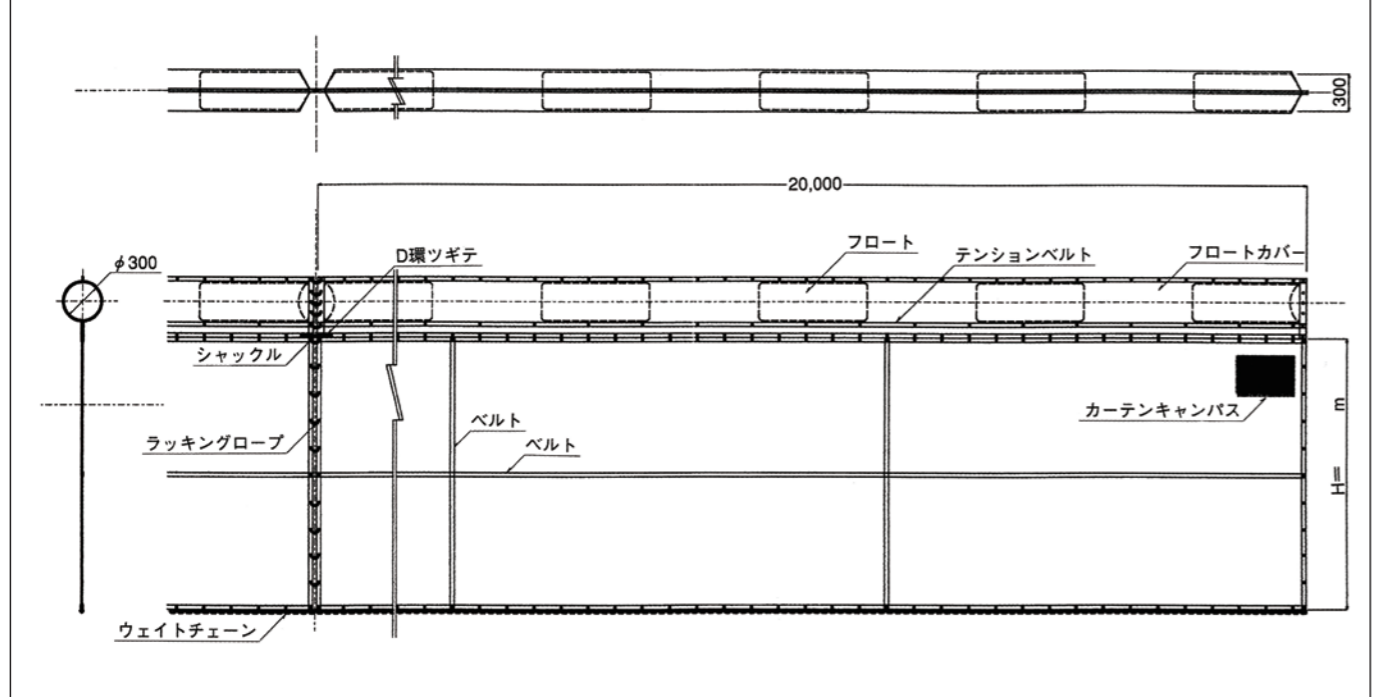 300
20,000
φ300
D環ツギテ
フロート
テンションベルト
フロートカバー
シャックル
カーテンキャンパス
ラッキングロープ
ベルト
ベルト
H=　m
ウェイトチェーン